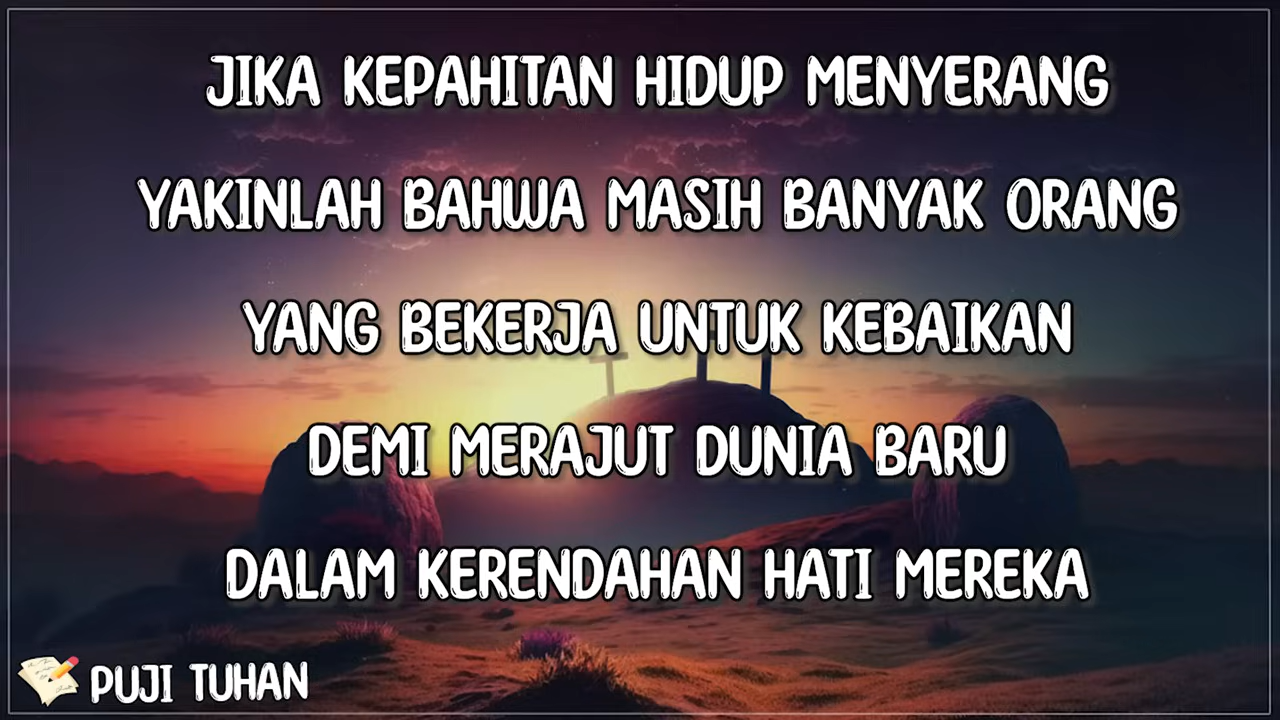 JIKA KEPAHITAN HIDUP MENYERANG
YAKINLAH BAHWA MASIH BANYAK ORANG
YANG BEKERJA UNTUK KEBAIKAN
DEMI MERAJUT DUNIA BARU
DALAM KERENDAHAN HATI MEREKA
PUJI TUHAN